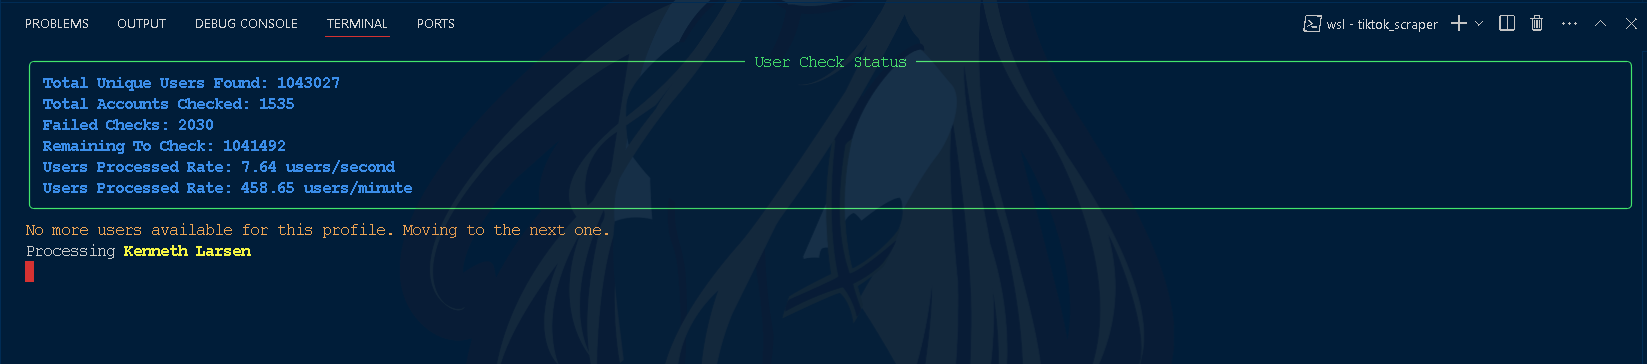 PROBLEMS OUTPUT DEBUG CONSOLE TERMINAL PORTS wsl - tiktok_scraper
User Check Status
Total Unique Users Found: 1043027
Total Accounts Checked: 1535
Failed Checks: 2030
Remaining To Check: 1041492
Users Processed Rate: 7.64 users/second
Users Processed Rate: 458.65 users/minute
No more users available for this profile. Moving to the next one.
Processing Kenneth Larsen